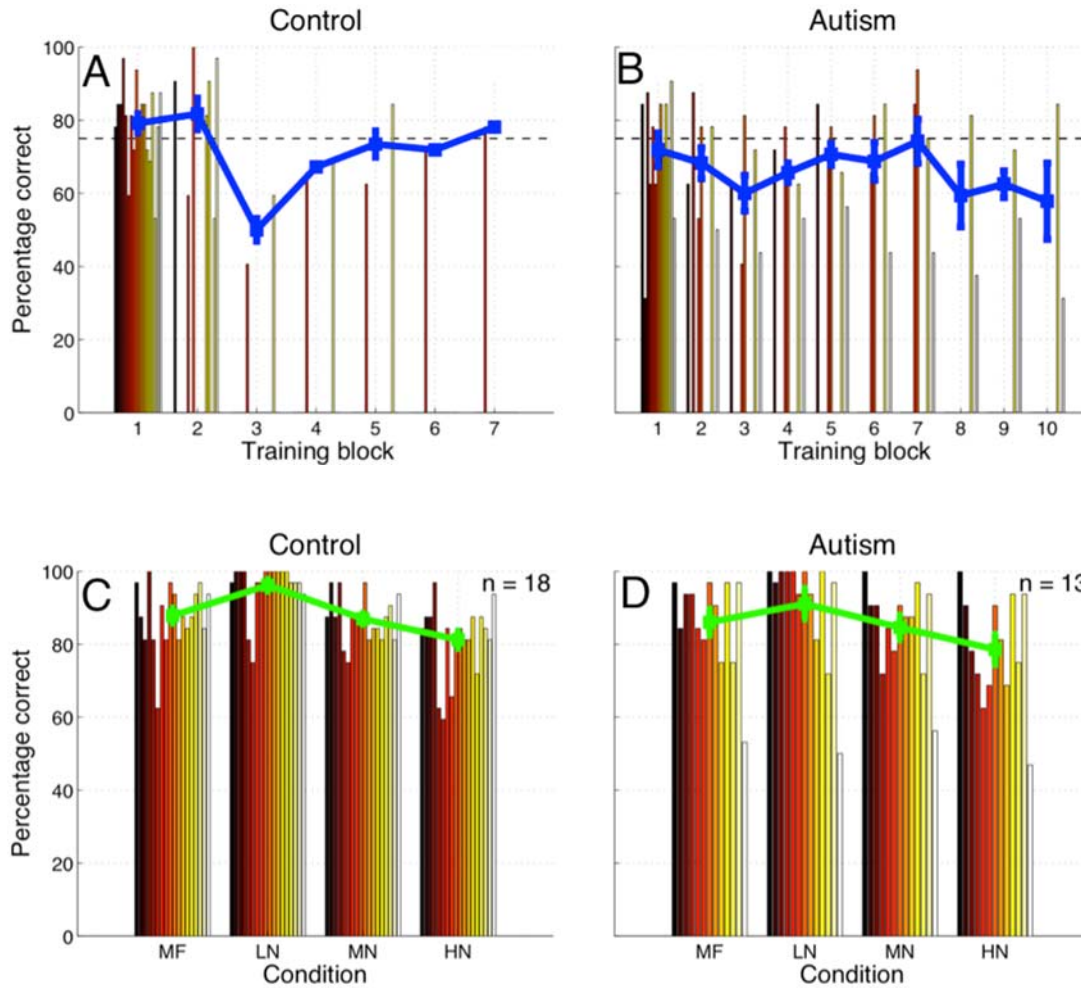 Control
Autism
A
B
Percentage correct
100
80
60
40
20
0
1 2 3 4 5 6 7
1 2 3 4 5 6 7 8 9 10
Training block
Training block
Control
Autism
C
n = 18
D
n = 13
Percentage correct
100
80
60
40
20
0
MF LN MN HN
MF LN MN HN
Condition
Condition